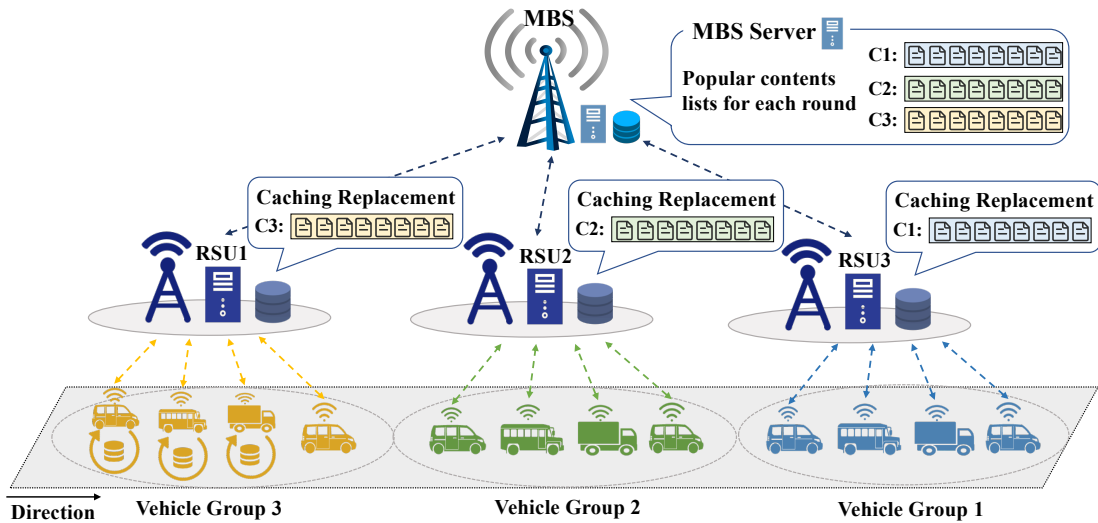 MBS
MBS Server
Popular contents
lists for each round
C1:
C2:
C3:
Caching Replacement
C3:
Caching Replacement
C2:
Caching Replacement
C1:
RSU1
RSU2
RSU3
Direction
Vehicle Group 3
Vehicle Group 2
Vehicle Group 1